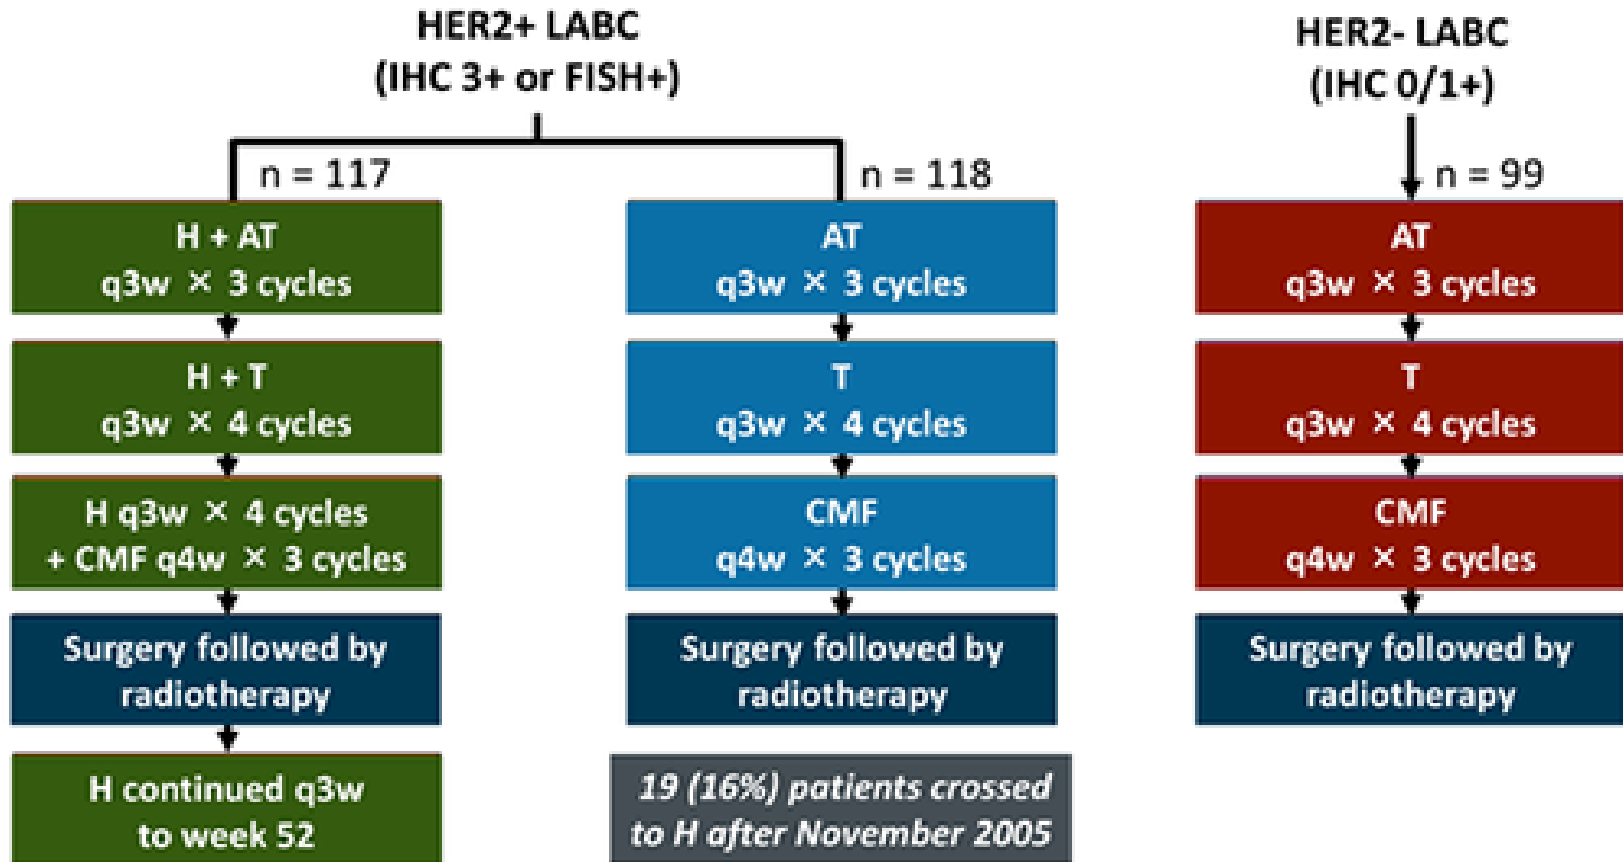 HER2+ LABC
(IHC 3+ or FISH+)
n = 117
n = 118
H + AT
q3w × 3 cycles
H + T
q3w × 4 cycles
H q3w × 4 cycles
+ CMF q4w × 3 cycles
Surgery followed by
radiotherapy
H continued q3w
to week 52
AT
q3w × 3 cycles
T
q3w × 4 cycles
CMF
q4w × 3 cycles
Surgery followed by
radiotherapy
19 (16%) patients crossed
to H after November 2005
HER2- LABC
(IHC 0/1+)
n = 99
AT
q3w × 3 cycles
T
q3w × 4 cycles
CMF
q4w × 3 cycles
Surgery followed by
radiotherapy